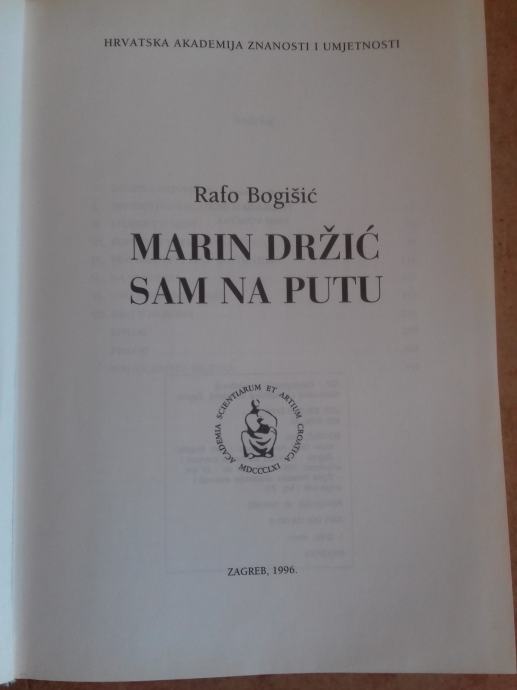 HRVATSKA AKADEMIJA ZNANOSTI I UMJETNOSTI
Rafo Bogišić
MARIN DRŽIĆ
SAM NA PUTU
ACADEMIA SCIENTIARUM ET ARTIUM CROATICA
MDCCCLXI
ZAGREB, 1996.